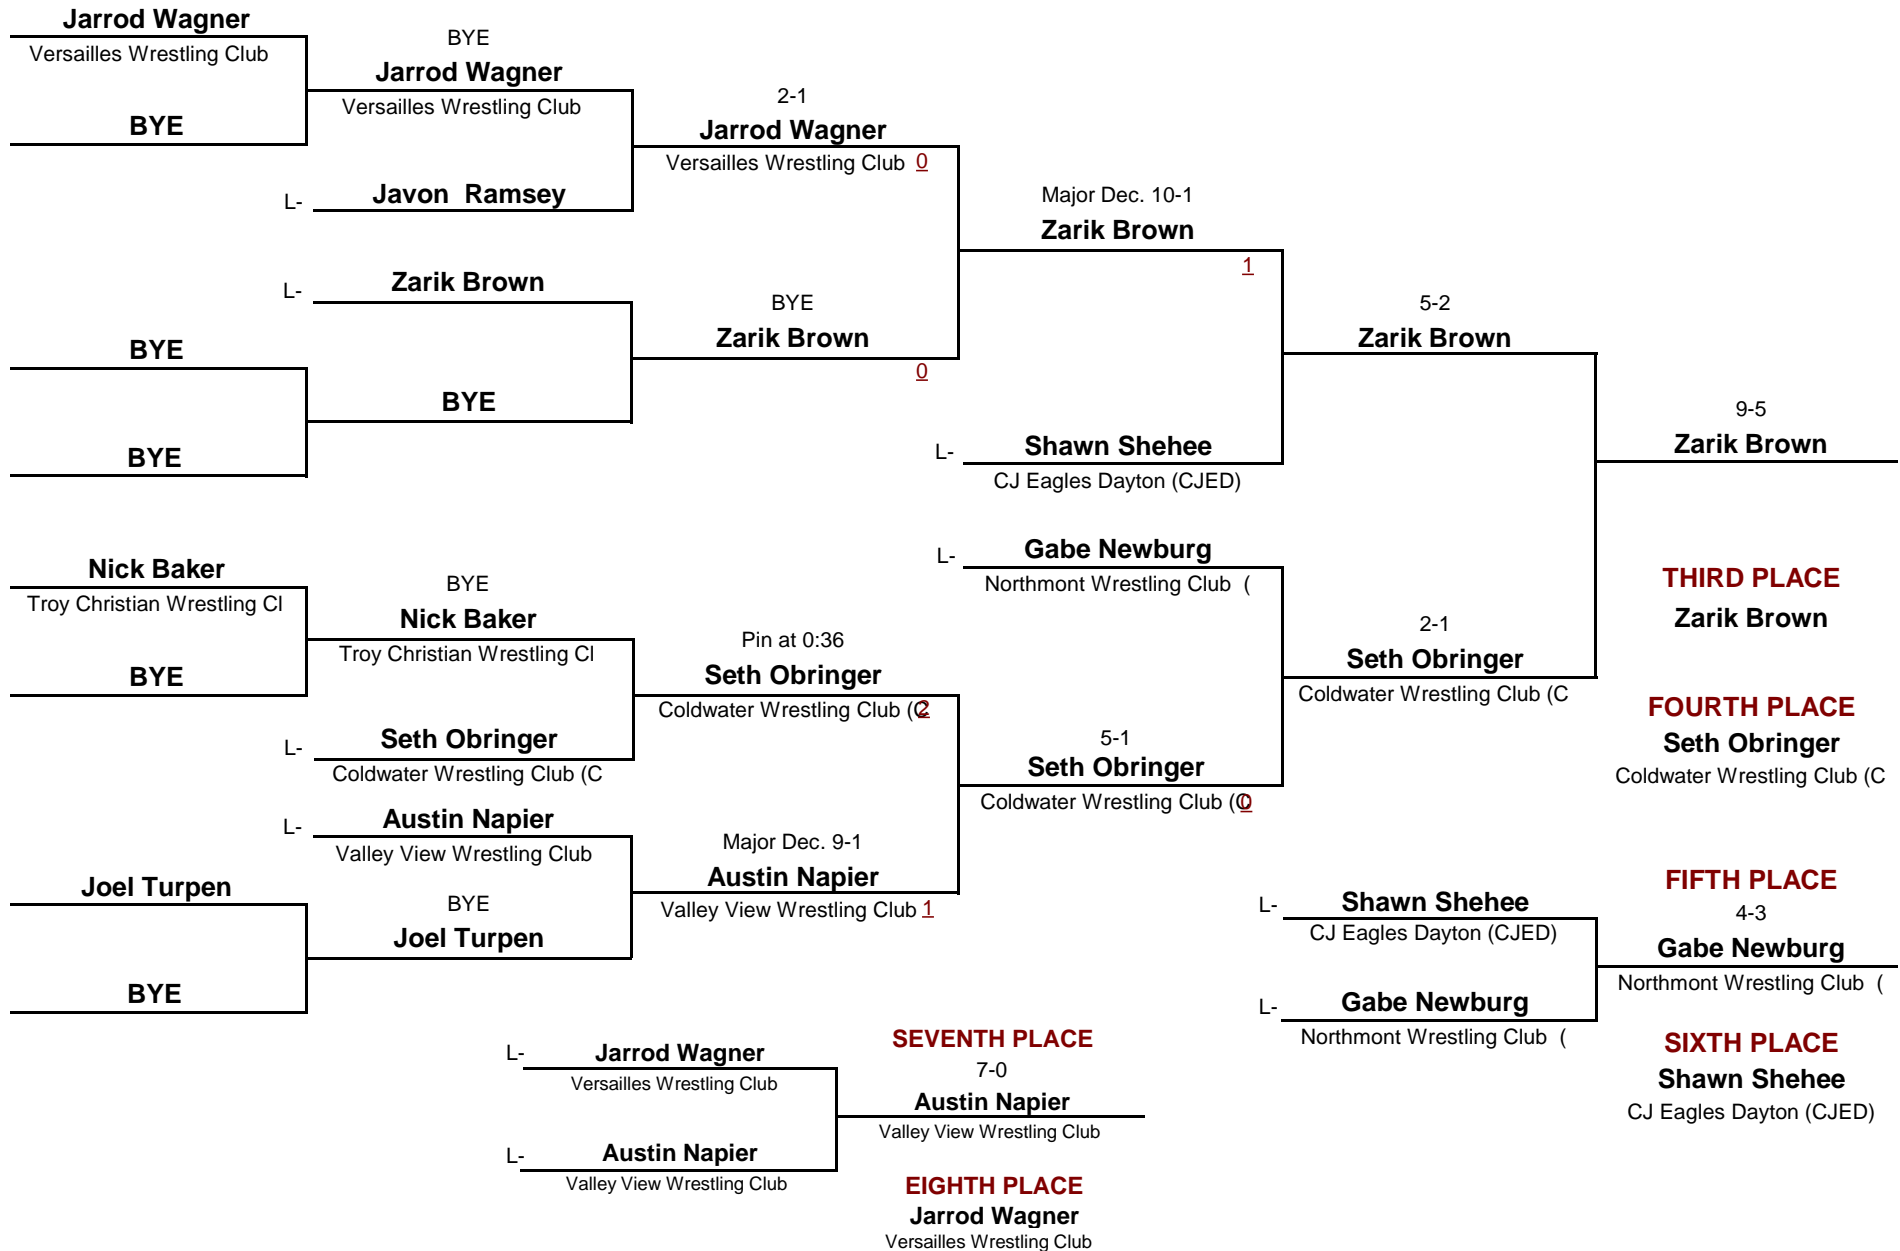 Jarrod Wagner
Versailles Wrestling Club
BYE
BYE
BYE
Nick Baker
Troy Christian Wrestling Cl
BYE
Joel Turpen
BYE
BYE
Jarrod Wagner
Versailles Wrestling Club
L- Javon  Ramsey
L- Zarik Brown
BYE
BYE
Nick Baker
Troy Christian Wrestling Cl
L- Seth Obringer
Coldwater Wrestling Club (C
L- Austin Napier
Valley View Wrestling Club
BYE
Joel Turpen
2-1
Jarrod Wagner
Versailles Wrestling Club 0
BYE
Zarik Brown
0
Pin at 0:36
Seth Obringer
Coldwater Wrestling Club (C 2
Major Dec. 9-1
Austin Napier
Valley View Wrestling Club 1
Major Dec. 10-1
Zarik Brown
1
L- Shawn Shehee
CJ Eagles Dayton (CJED)
L- Gabe Newburg
Northmont Wrestling Club  (
5-1
Seth Obringer
Coldwater Wrestling Club (C 0
5-2
Zarik Brown
2-1
Seth Obringer
Coldwater Wrestling Club (C
9-5
Zarik Brown
THIRD PLACE
Zarik Brown
FOURTH PLACE
Seth Obringer
Coldwater Wrestling Club (C
L- Shawn Shehee
CJ Eagles Dayton (CJED)
L- Gabe Newburg
Northmont Wrestling Club  (
FIFTH PLACE
4-3
Gabe Newburg
Northmont Wrestling Club  (
SIXTH PLACE
Shawn Shehee
CJ Eagles Dayton (CJED)
L- Jarrod Wagner
Versailles Wrestling Club
L- Austin Napier
Valley View Wrestling Club
SEVENTH PLACE
7-0
Austin Napier
Valley View Wrestling Club
EIGHTH PLACE
Jarrod Wagner
Versailles Wrestling Club